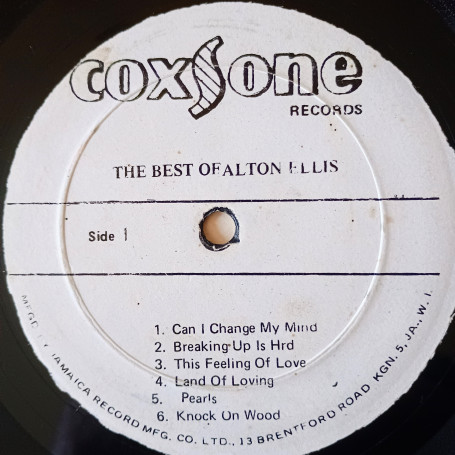 coxsone
RECORDS
THE BEST OFALTON ELLIS
Side 1
1. Can I Change My Mind
2. Breaking-Up Is Hrd
3. This Feeling Of Love
4. Land Of Loving
5. Pearls
6. Knock On Wood
JAMAICA RECORD MFG. CO. LTD., 13 BRENTFORD ROAD KGN. 5, JA., W. I.